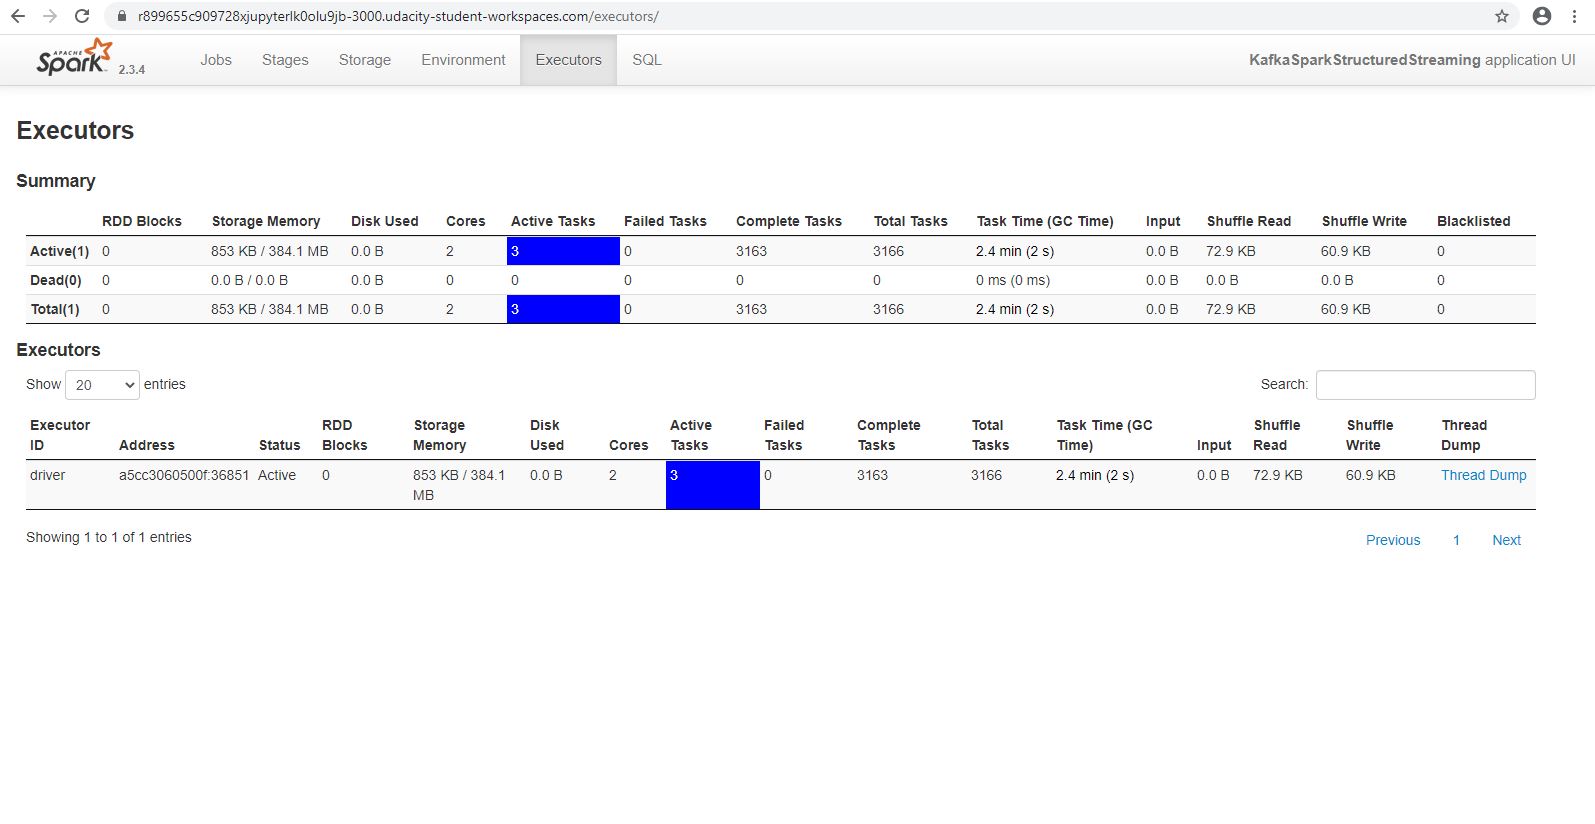 r899655c909728xjupyterlk0olu9jb-3000.udacity-student-workspaces.com/executors/
APACHE Spark 2.3.4 Jobs Stages Storage Environment Executors SQL KafkaSparkStructuredStreaming application UI
Executors
Summary
RDD Blocks Storage Memory Disk Used Cores Active Tasks Failed Tasks Complete Tasks Total Tasks Task Time (GC Time) Input Shuffle Read Shuffle Write Blacklisted
Active(1) 0 853 KB / 384.1 MB 0.0 B 2 3 0 3163 3166 2.4 min (2 s) 0.0 B 72.9 KB 60.9 KB 0
Dead(0) 0 0.0 B / 0.0 B 0.0 B 0 0 0 0 0 0 ms (0 ms) 0.0 B 0.0 B 0.0 B 0
Total(1) 0 853 KB / 384.1 MB 0.0 B 2 3 0 3163 3166 2.4 min (2 s) 0.0 B 72.9 KB 60.9 KB 0
Executors
Show 20 entries Search:
Executor RDD Storage Disk Active Failed Complete Total Task Time (GC Shuffle Shuffle Thread
ID Address Status Blocks Memory Used Cores Tasks Tasks Tasks Tasks Time) Input Read Write Dump
driver a5cc3060500f:36851 Active 0 853 KB / 384.1 0.0 B 2 3 0 3163 3166 2.4 min (2 s) 0.0 B 72.9 KB 60.9 KB Thread Dump
MB
Showing 1 to 1 of 1 entries Previous 1 Next